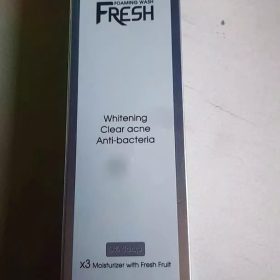 FOAMING WASH
FRESH
Whitening
Clear acne
Anti-bacteria
x3 Moisturizer with Fresh Fruit